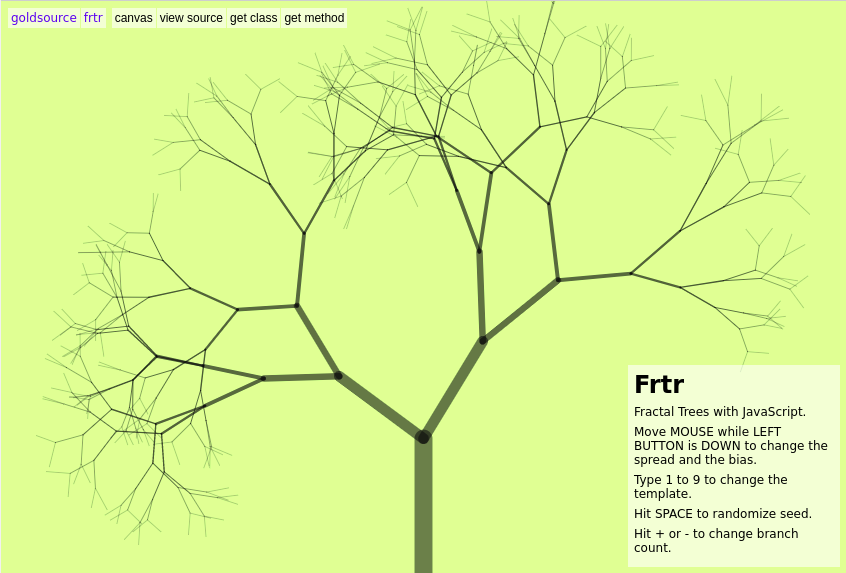 goldsource frtr canvas view source get class get method
Frtr
Fractal Trees with JavaScript.
Move MOUSE while LEFT
BUTTON is DOWN to change the
spread and the bias.
Type 1 to 9 to change the
template.
Hit SPACE to randomize seed.
Hit + or - to change branch
count.